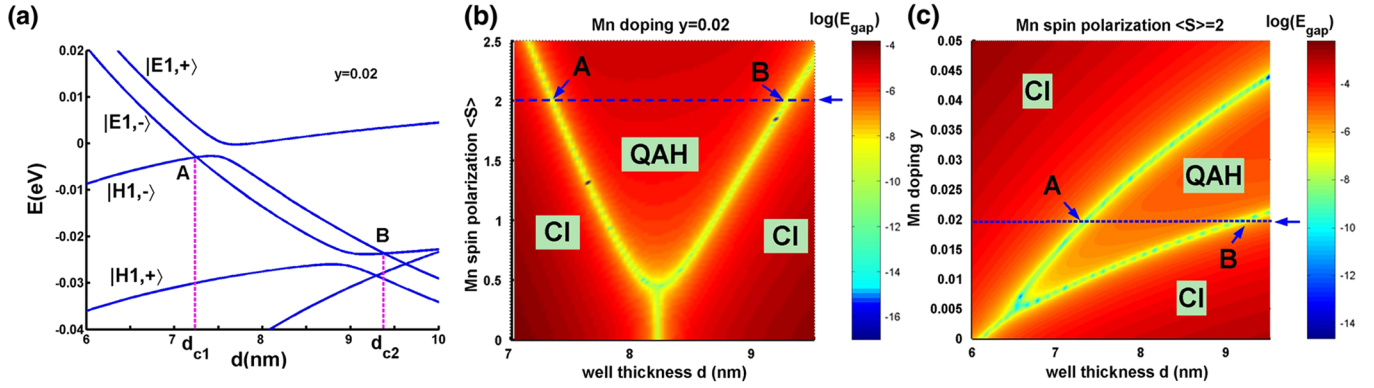 (a)
y=0.02
|E1,+⟩
|E1,-⟩
|H1,-⟩
|H1,+⟩
A
B
E(eV)
0.02
0.01
0
-0.01
-0.02
-0.03
-0.04
6
7
8
9
10
d_c1
d_c2
d(nm)
(b)
Mn doping y=0.02
log(E_gap)
A
B
QAH
CI
CI
Mn spin polarization <S>
2.5
2
1.5
1
0.5
0
7
8
9
well thickness d (nm)
-4
-6
-8
-10
-12
-14
-16
(c)
Mn spin polarization <S>=2
log(E_gap)
CI
QAH
A
B
CI
Mn doping y
0.05
0.045
0.04
0.035
0.03
0.025
0.02
0.015
0.01
0.005
0
6
7
8
9
well thickness d (nm)
-4
-6
-8
-10
-12
-14